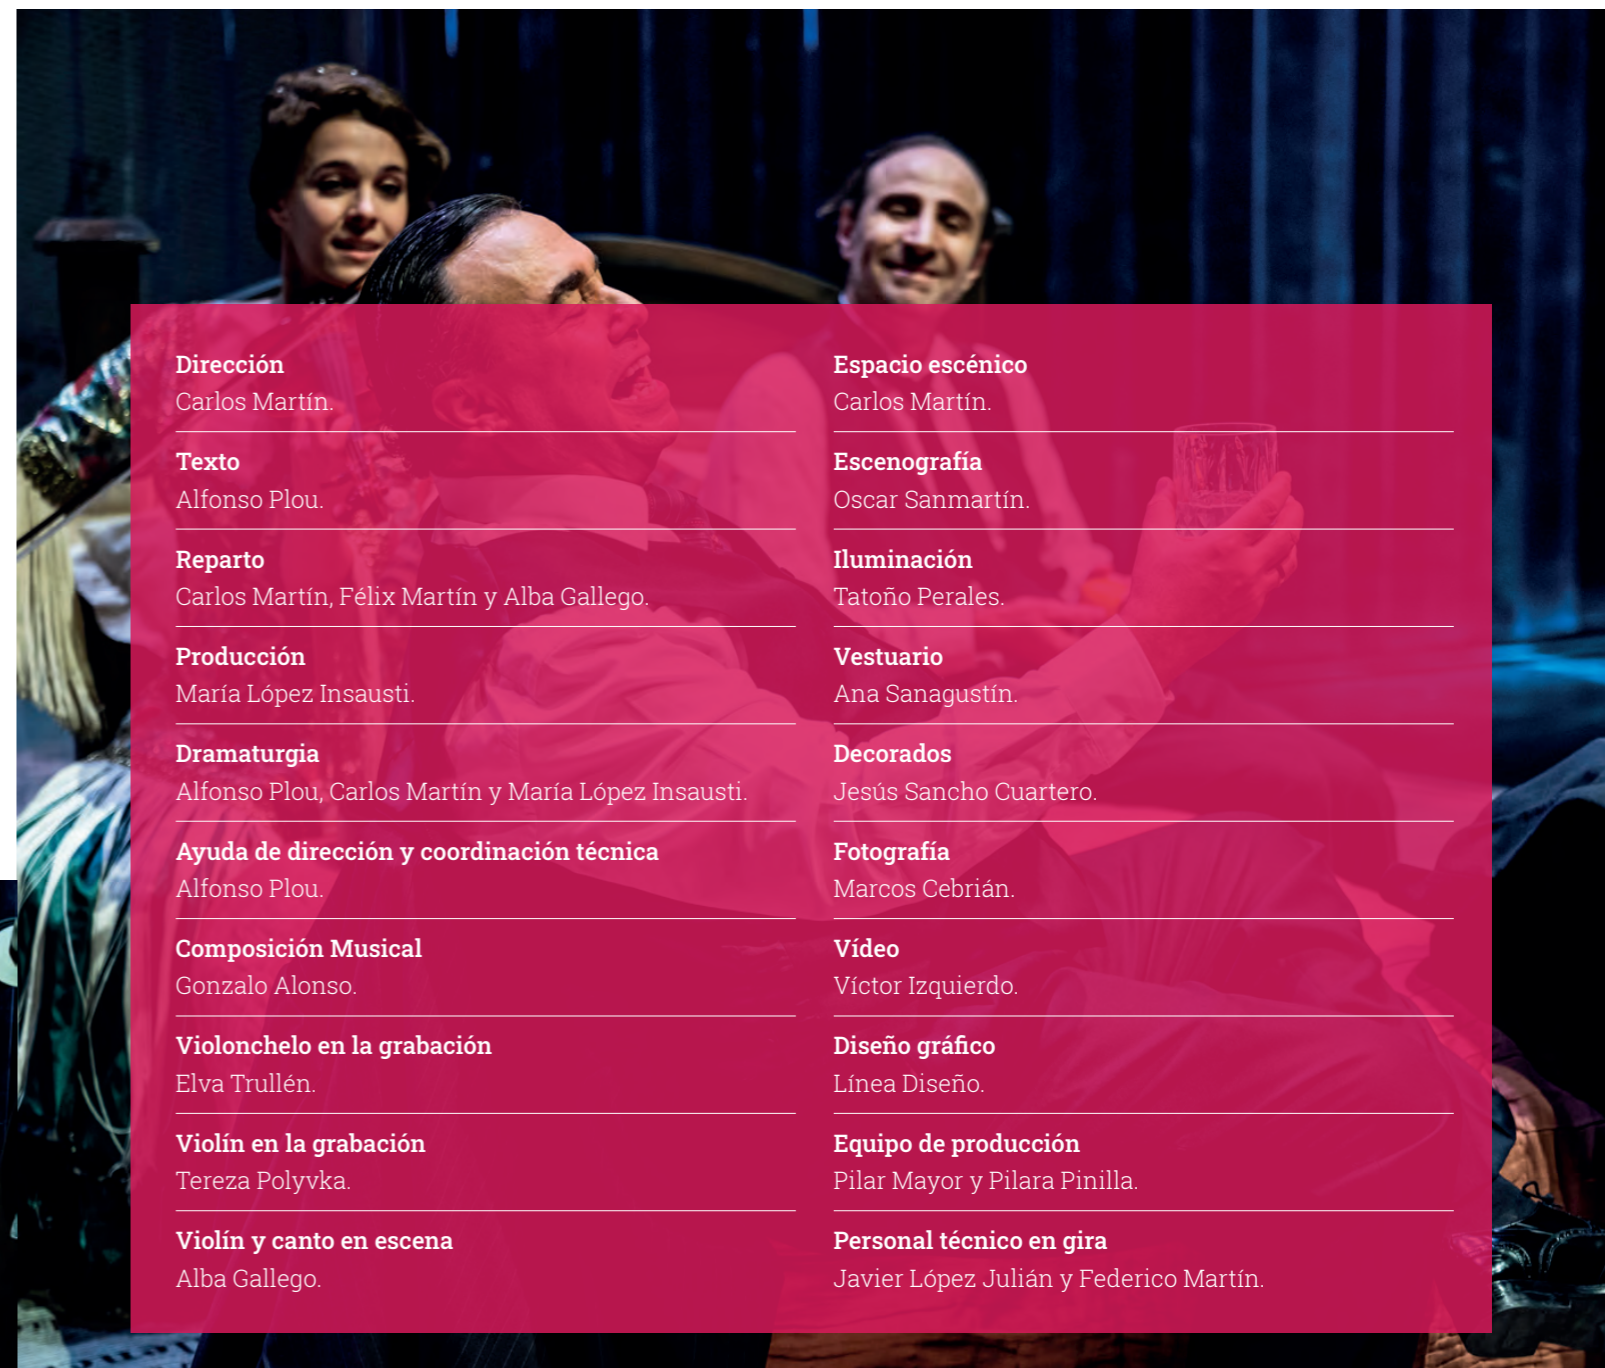 Dirección
Carlos Martín.
Texto
Alfonso Plou.
Reparto
Carlos Martín, Félix Martín y Alba Gallego.
Producción
María López Insausti.
Dramaturgia
Alfonso Plou, Carlos Martín y María López Insausti.
Ayuda de dirección y coordinación técnica
Alfonso Plou.
Composición Musical
Gonzalo Alonso.
Violonchelo en la grabación
Elva Trullén.
Violín en la grabación
Tereza Polyvka.
Violín y canto en escena
Alba Gallego.
Espacio escénico
Carlos Martín.
Escenografía
Oscar Sanmartín.
Iluminación
Tatoño Perales.
Vestuario
Ana Sanagustín.
Decorados
Jesús Sancho Cuartero.
Fotografía
Marcos Cebrián.
Vídeo
Víctor Izquierdo.
Diseño gráfico
Línea Diseño.
Equipo de producción
Pilar Mayor y Pilara Pinilla.
Personal técnico en gira
Javier López Julián y Federico Martín.